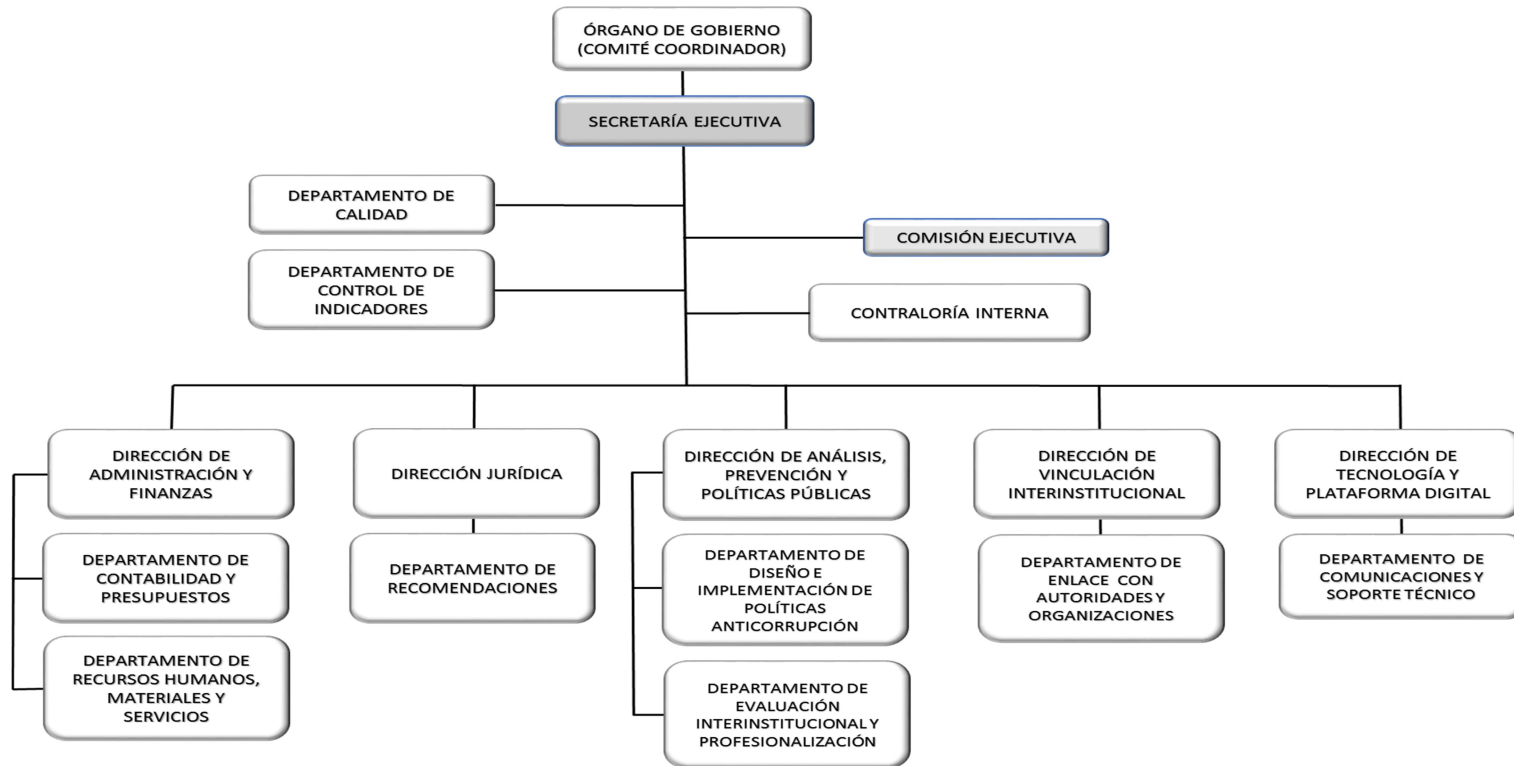 ÓRGANO DE GOBIERNO
(COMITÉ COORDINADOR)
SECRETARÍA EJECUTIVA
DEPARTAMENTO DE
CALIDAD
COMISIÓN EJECUTIVA
DEPARTAMENTO DE
CONTROL DE
INDICADORES
CONTRALORÍA INTERNA
DIRECCIÓN DE
ADMINISTRACIÓN Y
FINANZAS
DIRECCIÓN JURÍDICA
DIRECCIÓN DE ANÁLISIS,
PREVENCIÓN Y
POLÍTICAS PÚBLICAS
DIRECCIÓN DE
VINCULACIÓN
INTERINSTITUCIONAL
DIRECCIÓN DE
TECNOLOGÍA Y
PLATAFORMA DIGITAL
DEPARTAMENTO DE
CONTABILIDAD Y
PRESUPUESTOS
DEPARTAMENTO DE
RECOMENDACIONES
DEPARTAMENTO DE
DISEÑO E
IMPLEMENTACIÓN DE
POLÍTICAS
ANTICORRUPCIÓN
DEPARTAMENTO DE
ENLACE CON
AUTORIDADES Y
ORGANIZACIONES
DEPARTAMENTO DE
COMUNICACIONES Y
SOPORTE TÉCNICO
DEPARTAMENTO DE
RECURSOS HUMANOS,
MATERIALES Y
SERVICIOS
DEPARTAMENTO DE
EVALUACIÓN
INTERINSTITUCIONAL Y
PROFESIONALIZACIÓN